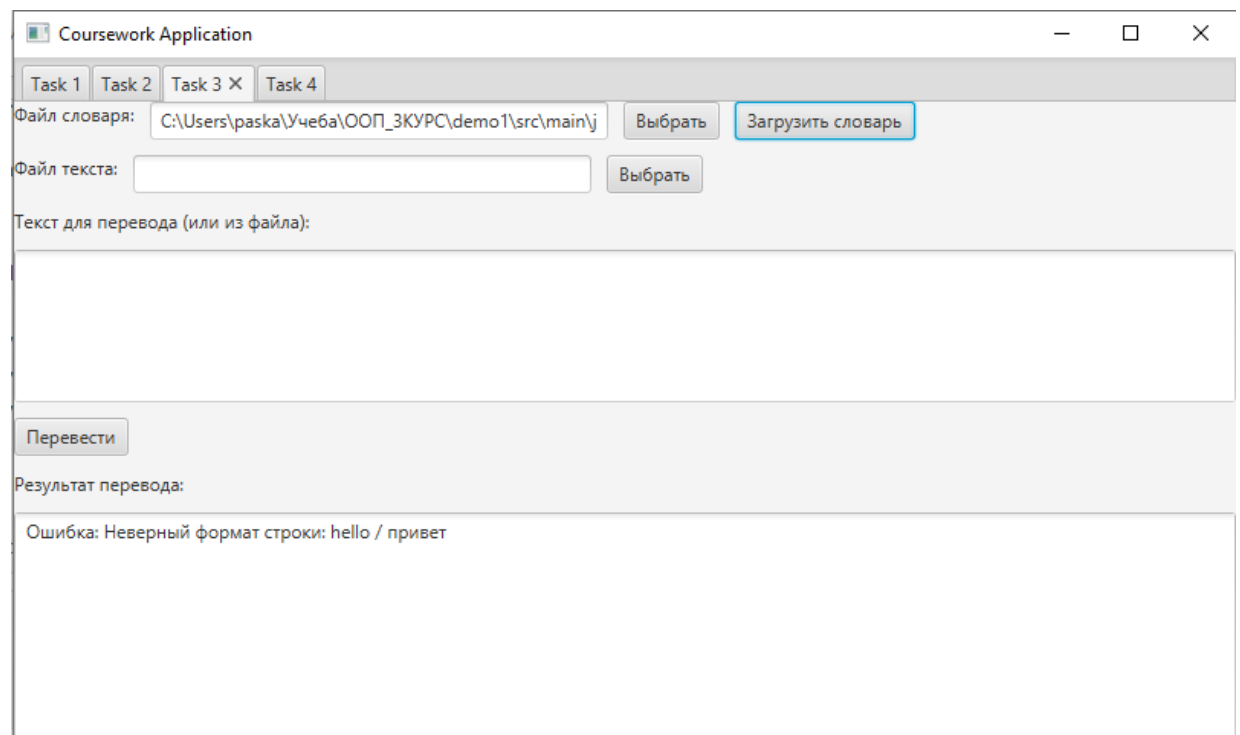 Coursework Application
Task 1 Task 2 Task 3 Task 4
Файл словаря: C:\Users\paska\Учеба\ООП_3КУРС\demo1\src\main\j Выбрать Загрузить словарь
Файл текста: Выбрать
Текст для перевода (или из файла):
Перевести
Результат перевода:
Ошибка: Неверный формат строки: hello / привет